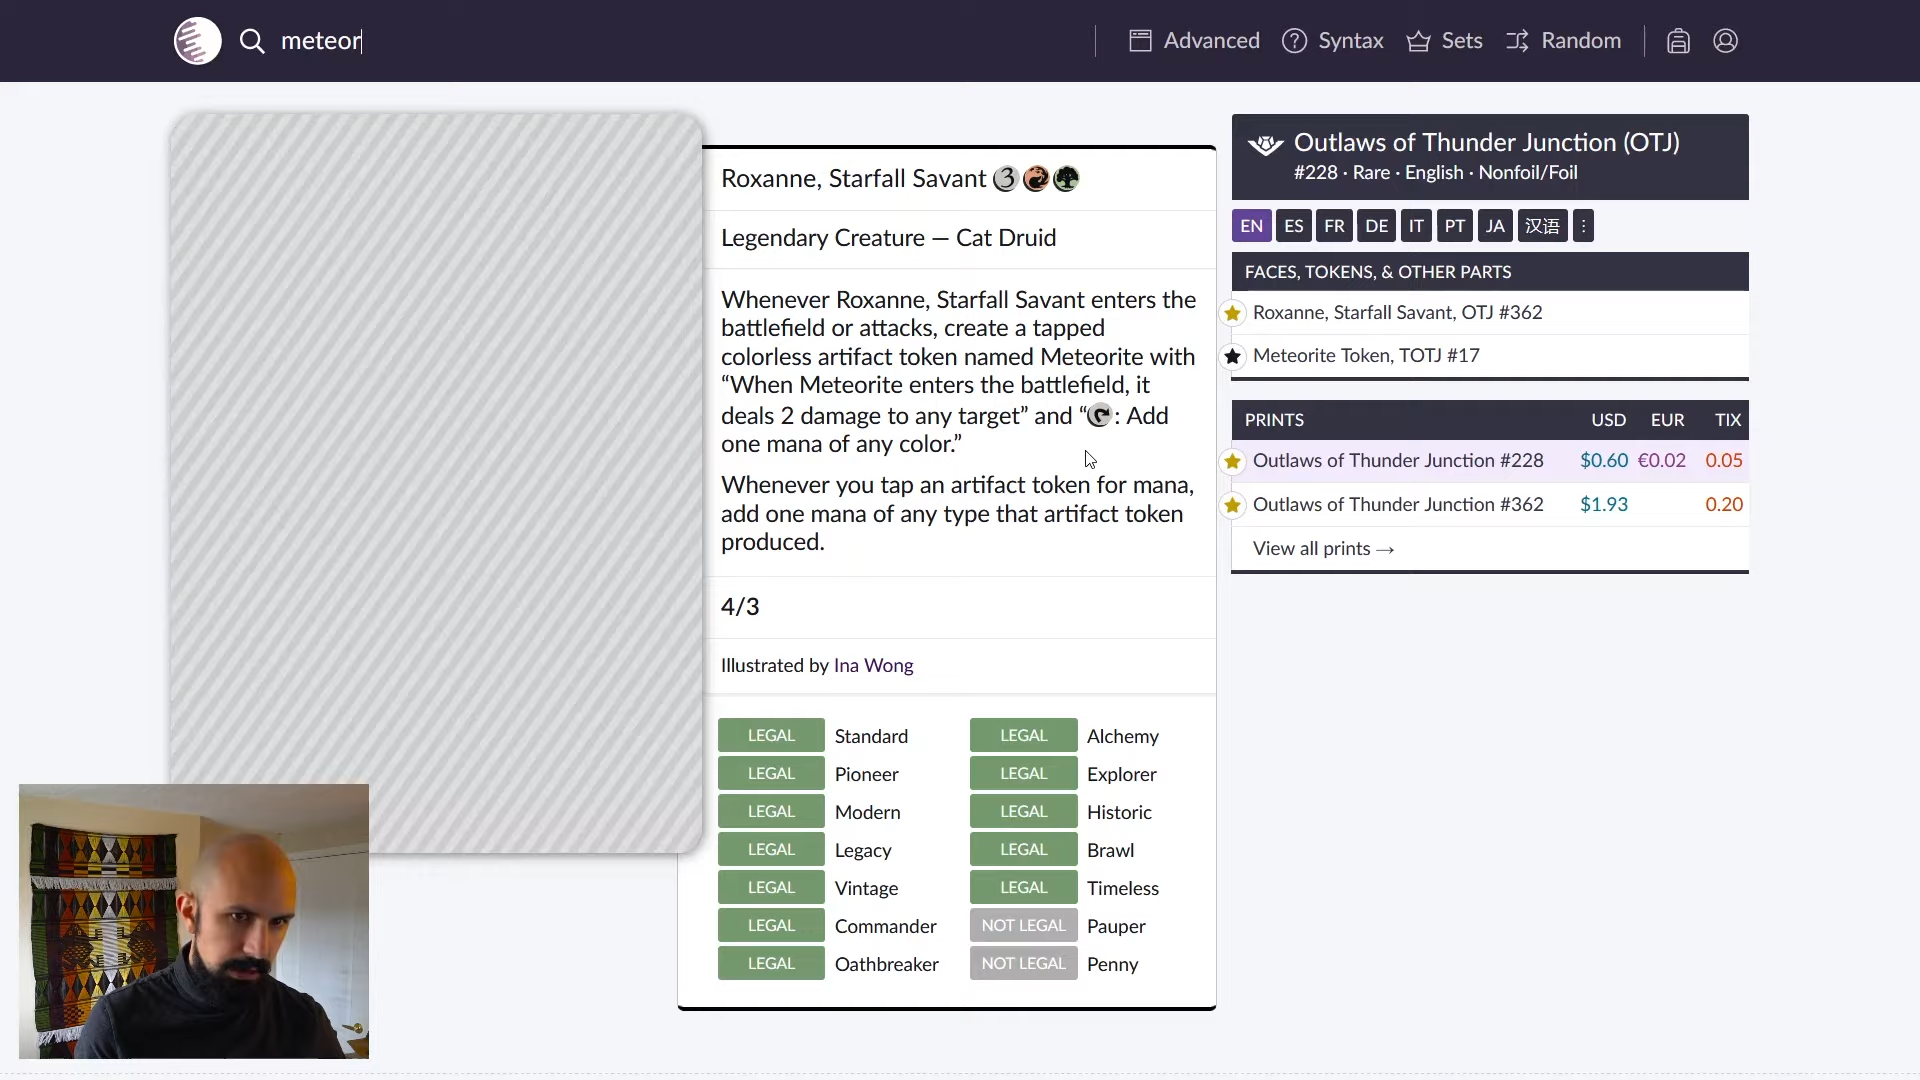 meteor
Advanced
Syntax
Sets
Random
Roxanne, Starfall Savant 3
Legendary Creature — Cat Druid
Whenever Roxanne, Starfall Savant enters the
battlefield or attacks, create a tapped
colorless artifact token named Meteorite with
“When Meteorite enters the battlefield, it
deals 2 damage to any target” and “: Add
one mana of any color.”
Whenever you tap an artifact token for mana,
add one mana of any type that artifact token
produced.
4/3
Illustrated by Ina Wong
LEGAL Standard LEGAL Alchemy
LEGAL Pioneer LEGAL Explorer
LEGAL Modern LEGAL Historic
LEGAL Legacy LEGAL Brawl
LEGAL Vintage LEGAL Timeless
LEGAL Commander NOT LEGAL Pauper
LEGAL Oathbreaker NOT LEGAL Penny
Outlaws of Thunder Junction (OTJ)
#228 · Rare · English · Nonfoil/Foil
EN ES FR DE IT PT JA 汉语 ⋮
FACES, TOKENS, & OTHER PARTS
Roxanne, Starfall Savant, OTJ #362
Meteorite Token, TOTJ #17
PRINTS USD EUR TIX
Outlaws of Thunder Junction #228 $0.60 €0.02 0.05
Outlaws of Thunder Junction #362 $1.93 0.20
View all prints →